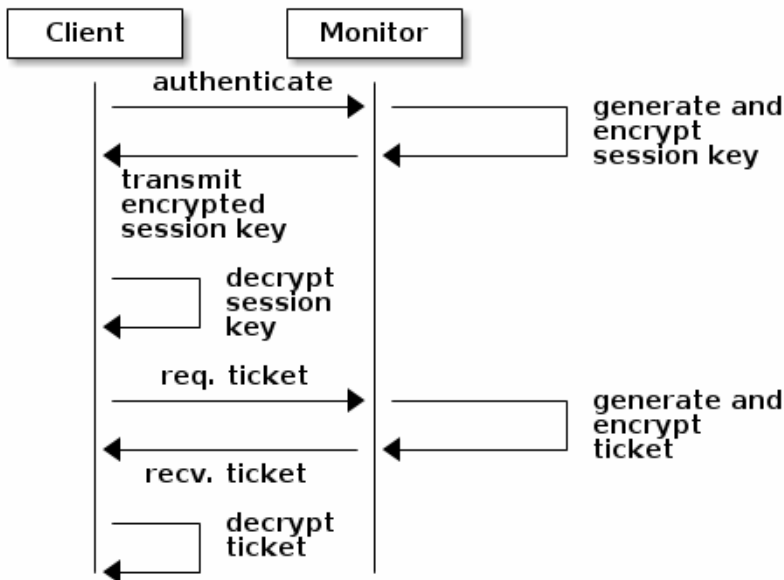 Client
Monitor
authenticate
generate and
encrypt
session key
transmit
encrypted
session key
decrypt
session
key
req. ticket
generate and
encrypt
ticket
recv. ticket
decrypt
ticket